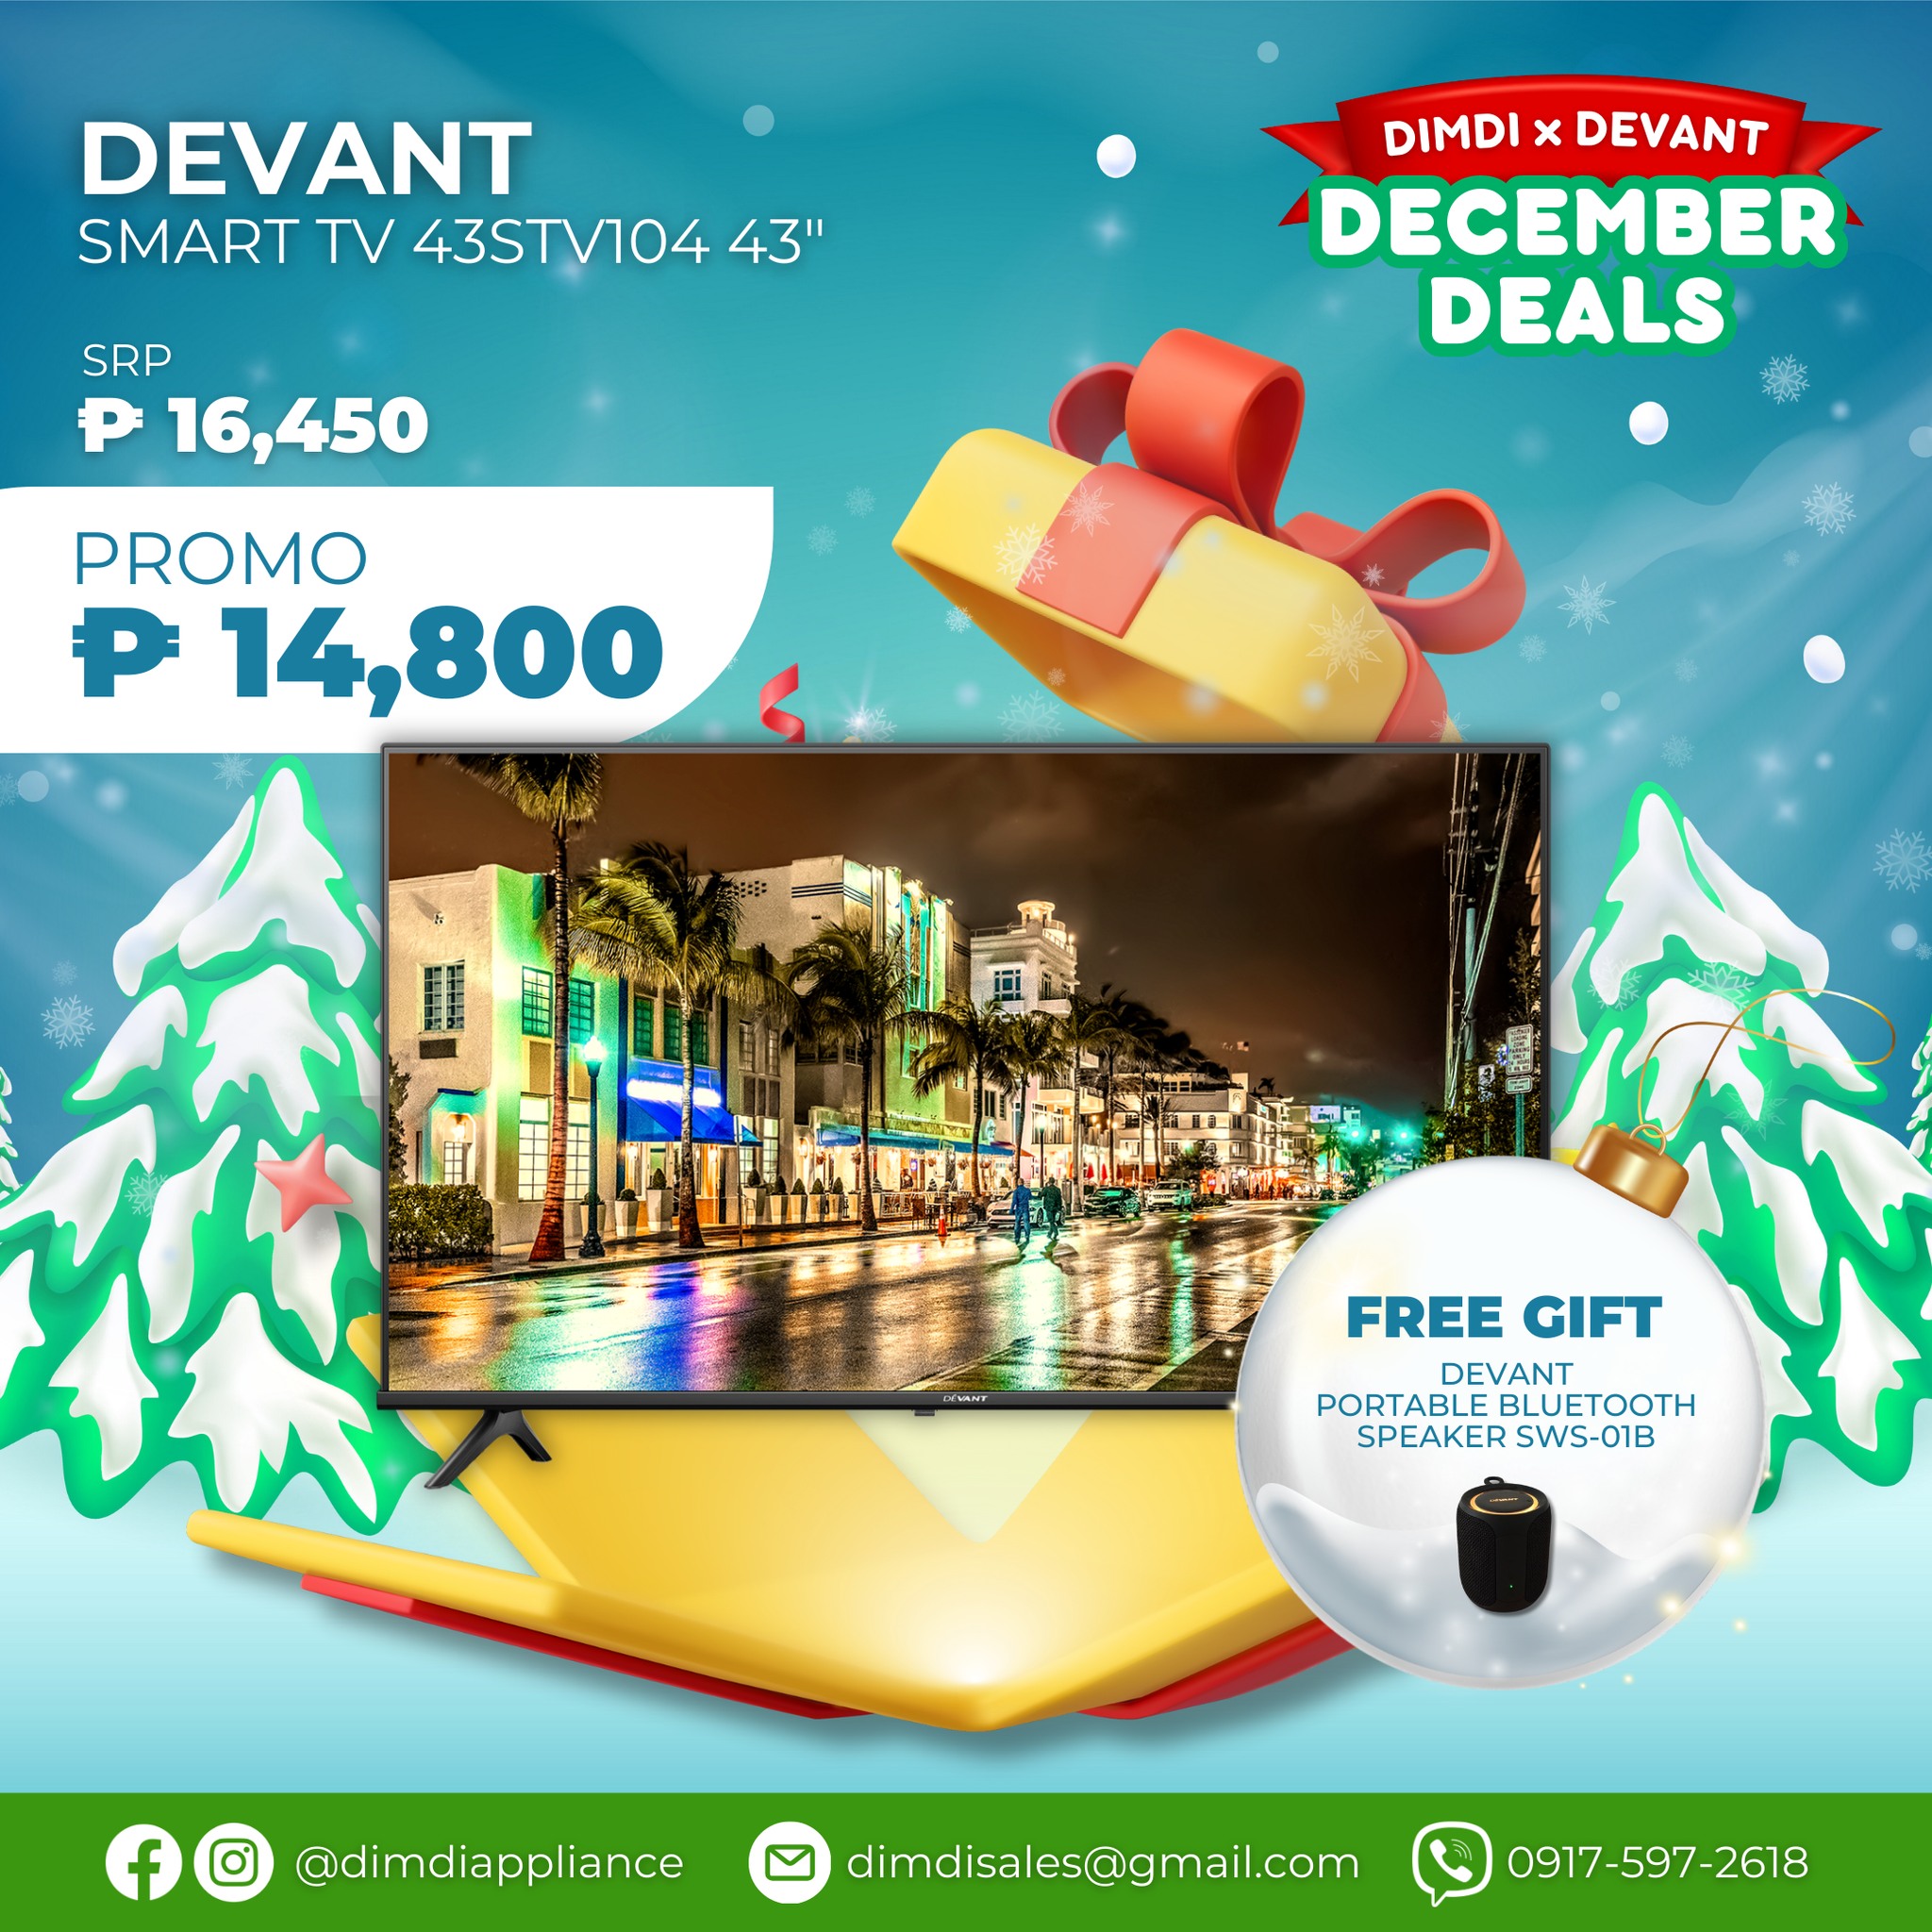 DEVANT
SMART TV 43STV104 43"
SRP
₱ 16,450
PROMO
₱ 14,800
DIMDI x DEVANT
DECEMBER
DEALS
DEVANT
FREE GIFT
DEVANT
PORTABLE BLUETOOTH
SPEAKER SWS-01B
@dimdiappliance
dimdisales@gmail.com
0917-597-2618